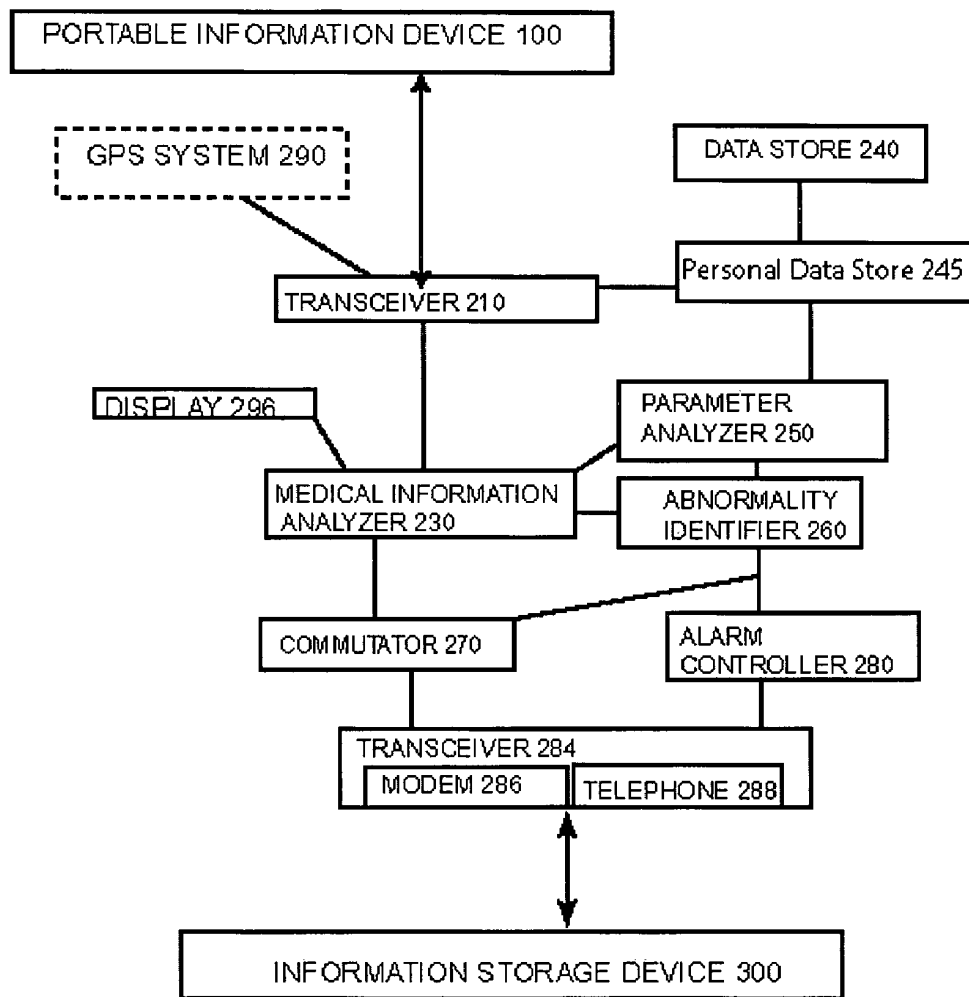 PORTABLE INFORMATION DEVICE 100
GPS SYSTEM 290
DATA STORE 240
Personal Data Store 245
TRANSCEIVER 210
DISPLAY 296
PARAMETER
ANALYZER 250
MEDICAL INFORMATION
ANALYZER 230
ABNORMALITY
IDENTIFIER 260
COMMUTATOR 270
ALARM
CONTROLLER 280
TRANSCEIVER 284
MODEM 286
TELEPHONE 288
INFORMATION STORAGE DEVICE 300